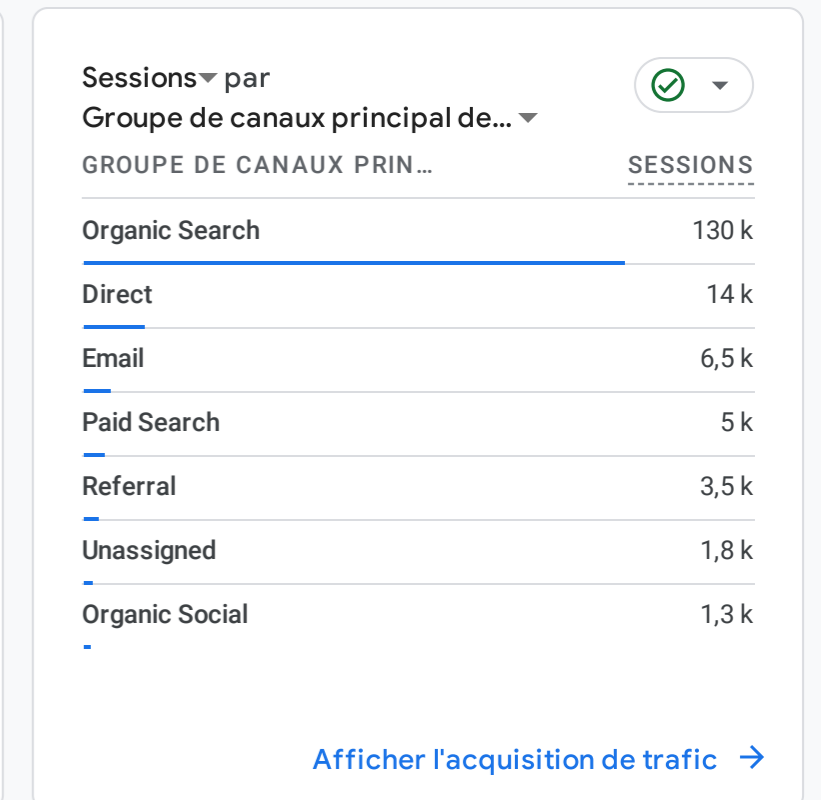 Sessions par
Groupe de canaux principal de...
GROUPE DE CANAUX PRIN... SESSIONS
Organic Search 130 k
Direct 14 k
Email 6,5 k
Paid Search 5 k
Referral 3,5 k
Unassigned 1,8 k
Organic Social 1,3 k
Afficher l'acquisition de trafic